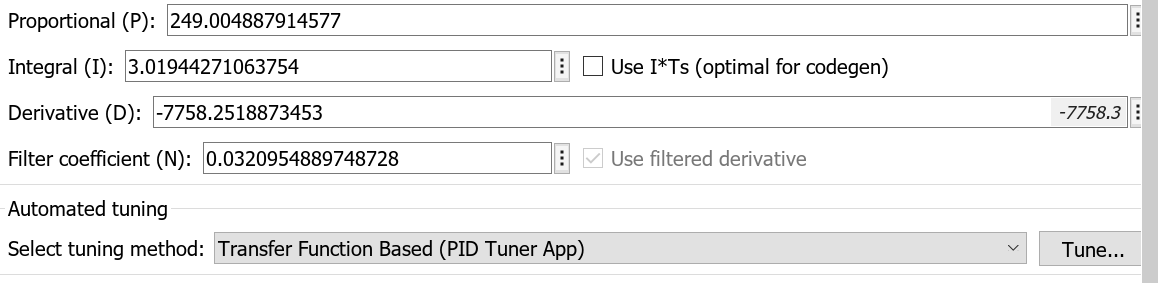 Proportional (P): 249.004887914577
Integral (I): 3.01944271063754 Use I*Ts (optimal for codegen)
Derivative (D): -7758.2518873453 -7758.3
Filter coefficient (N): 0.0320954889748728 Use filtered derivative
Automated tuning
Select tuning method: Transfer Function Based (PID Tuner App) Tune...